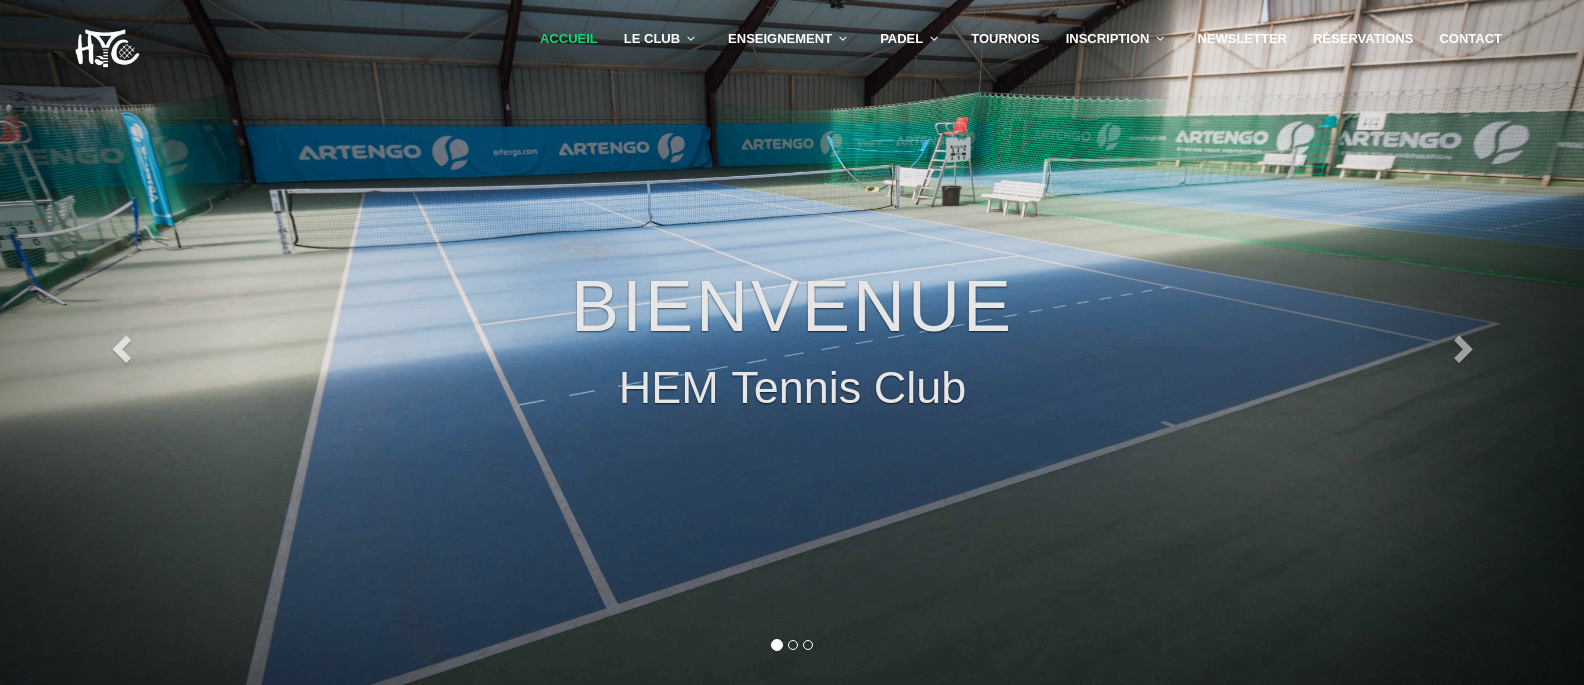 HTC
ACCUEIL LE CLUB ENSEIGNEMENT PADEL TOURNOIS INSCRIPTION NEWSLETTER RÉSERVATIONS CONTACT
ARTENGO artengo.com ARTENGO ARTENGO ARTENGO ARTENGO ARTENGO
BIENVENUE
HEM Tennis Club